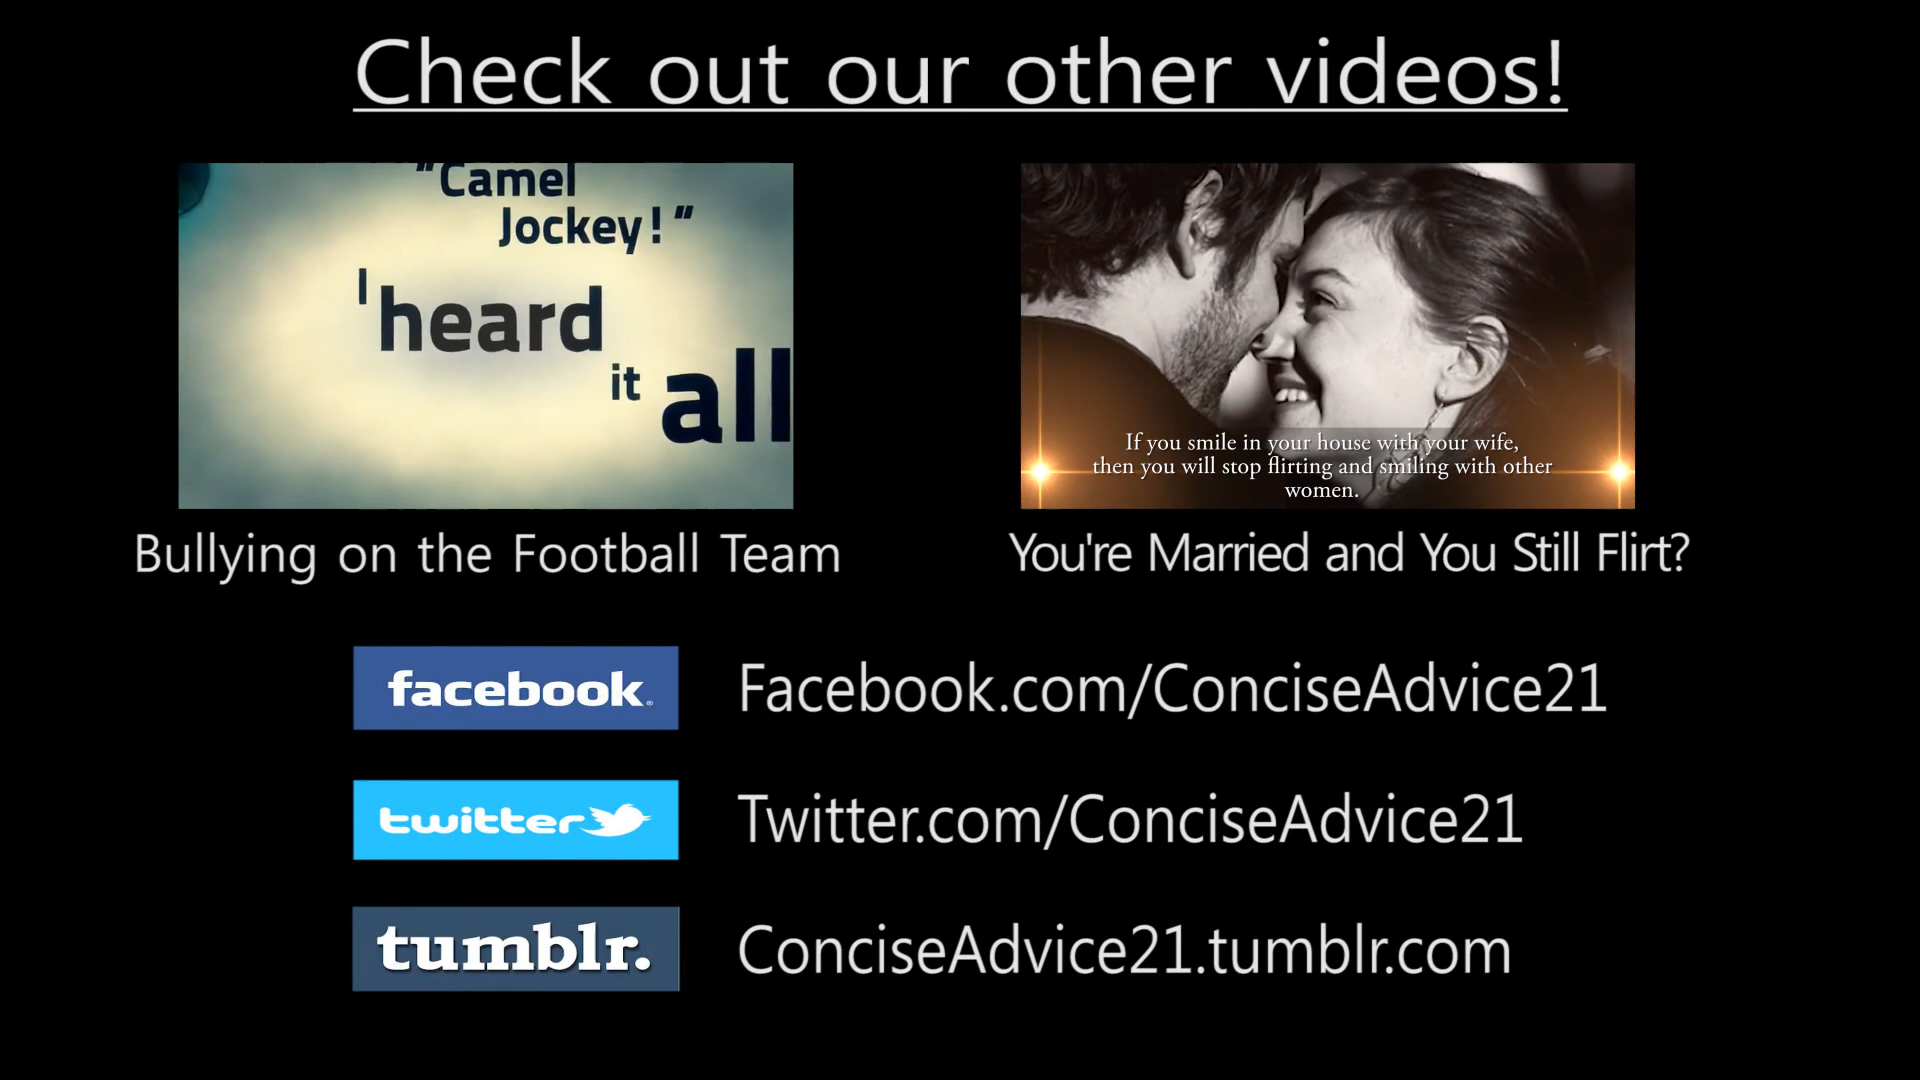 Check out our other videos!
"Camel
Jockey!"
I heard
it all
Bullying on the Football Team
If you smile in your house with your wife,
then you will stop flirting and smiling with other
women.
You're Married and You Still Flirt?
facebook®
Facebook.com/ConciseAdvice21
twitter
Twitter.com/ConciseAdvice21
tumblr.
ConciseAdvice21.tumblr.com